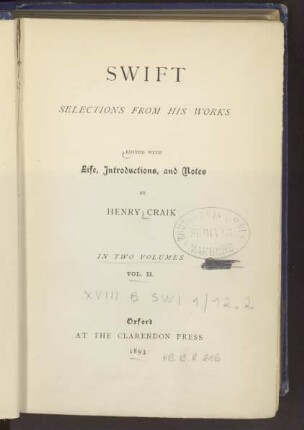 SWIFT
SELECTIONS FROM HIS WORKS
EDITED WITH
Life, Introductions, and Notes
BY
HENRY CRAIK
IN TWO VOLUMES
VOL. II.
XVIII B SWI 1/12.2
Oxford
AT THE CLARENDON PRESS
1893